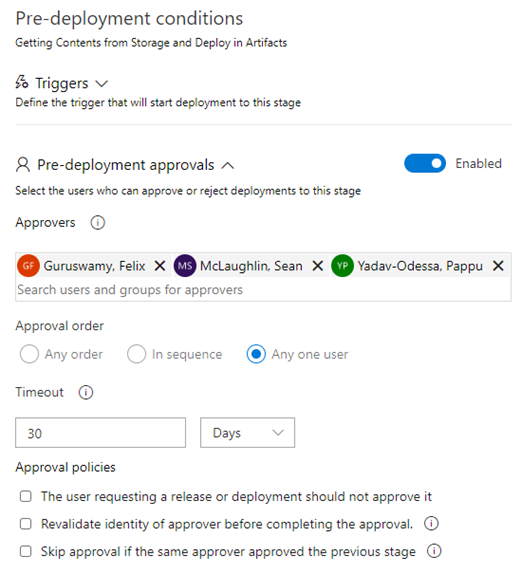 Pre-deployment conditions
Getting Contents from Storage and Deploy in Artifacts
Triggers
Define the trigger that will start deployment to this stage
Pre-deployment approvals Enabled
Select the users who can approve or reject deployments to this stage
Approvers
GF Guruswamy, Felix MS McLaughlin, Sean YP Yadav-Odessa, Pappu
Search users and groups for approvers
Approval order
Any order In sequence Any one user
Timeout
30 Days
Approval policies
The user requesting a release or deployment should not approve it
Revalidate identity of approver before completing the approval.
Skip approval if the same approver approved the previous stage